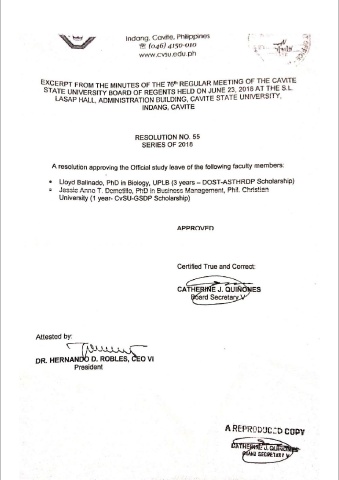 Indang, Cavite, Philippines
☏ (046) 4150-010
www.cvsu.edu.ph
EXCERPT FROM THE MINUTES OF THE 76th REGULAR MEETING OF THE CAVITE
STATE UNIVERSITY BOARD OF REGENTS HELD ON JUNE 23, 2016 AT THE S.L.
LASAP HALL, ADMINISTRATION BUILDING, CAVITE STATE UNIVERSITY,
INDANG, CAVITE
RESOLUTION NO. 55
SERIES OF 2016
A resolution approving the Official study leave of the following faculty members:
Lloyd Balinado, PhD in Biology, UPLB (3 years – DOST-ASTHRDP Scholarship)
Jessie Anne T. Demetillo, PhD in Business Management, Phil. Christian
University (1 year- CvSU-GSDP Scholarship)
APPROVED
Certified True and Correct:
CATHERINE J. QUIÑONES
Board Secretary V
Attested by:
DR. HERNANDO D. ROBLES, CEO VI
President
A REPRODUCED COPY
CATHERINE J. QUIÑONES
BOARD SECRETARY V